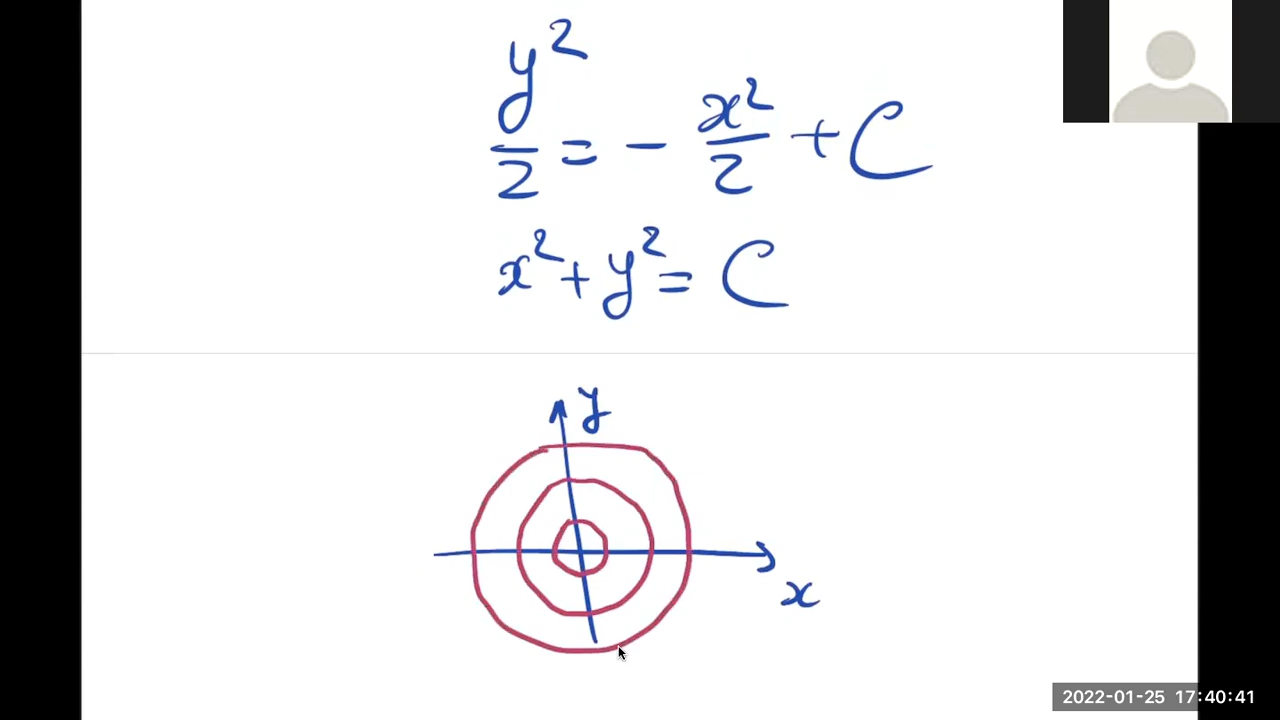 y²/2 = - x²/2 + C
x² + y² = C
y
x
2022-01-25 17:40:41